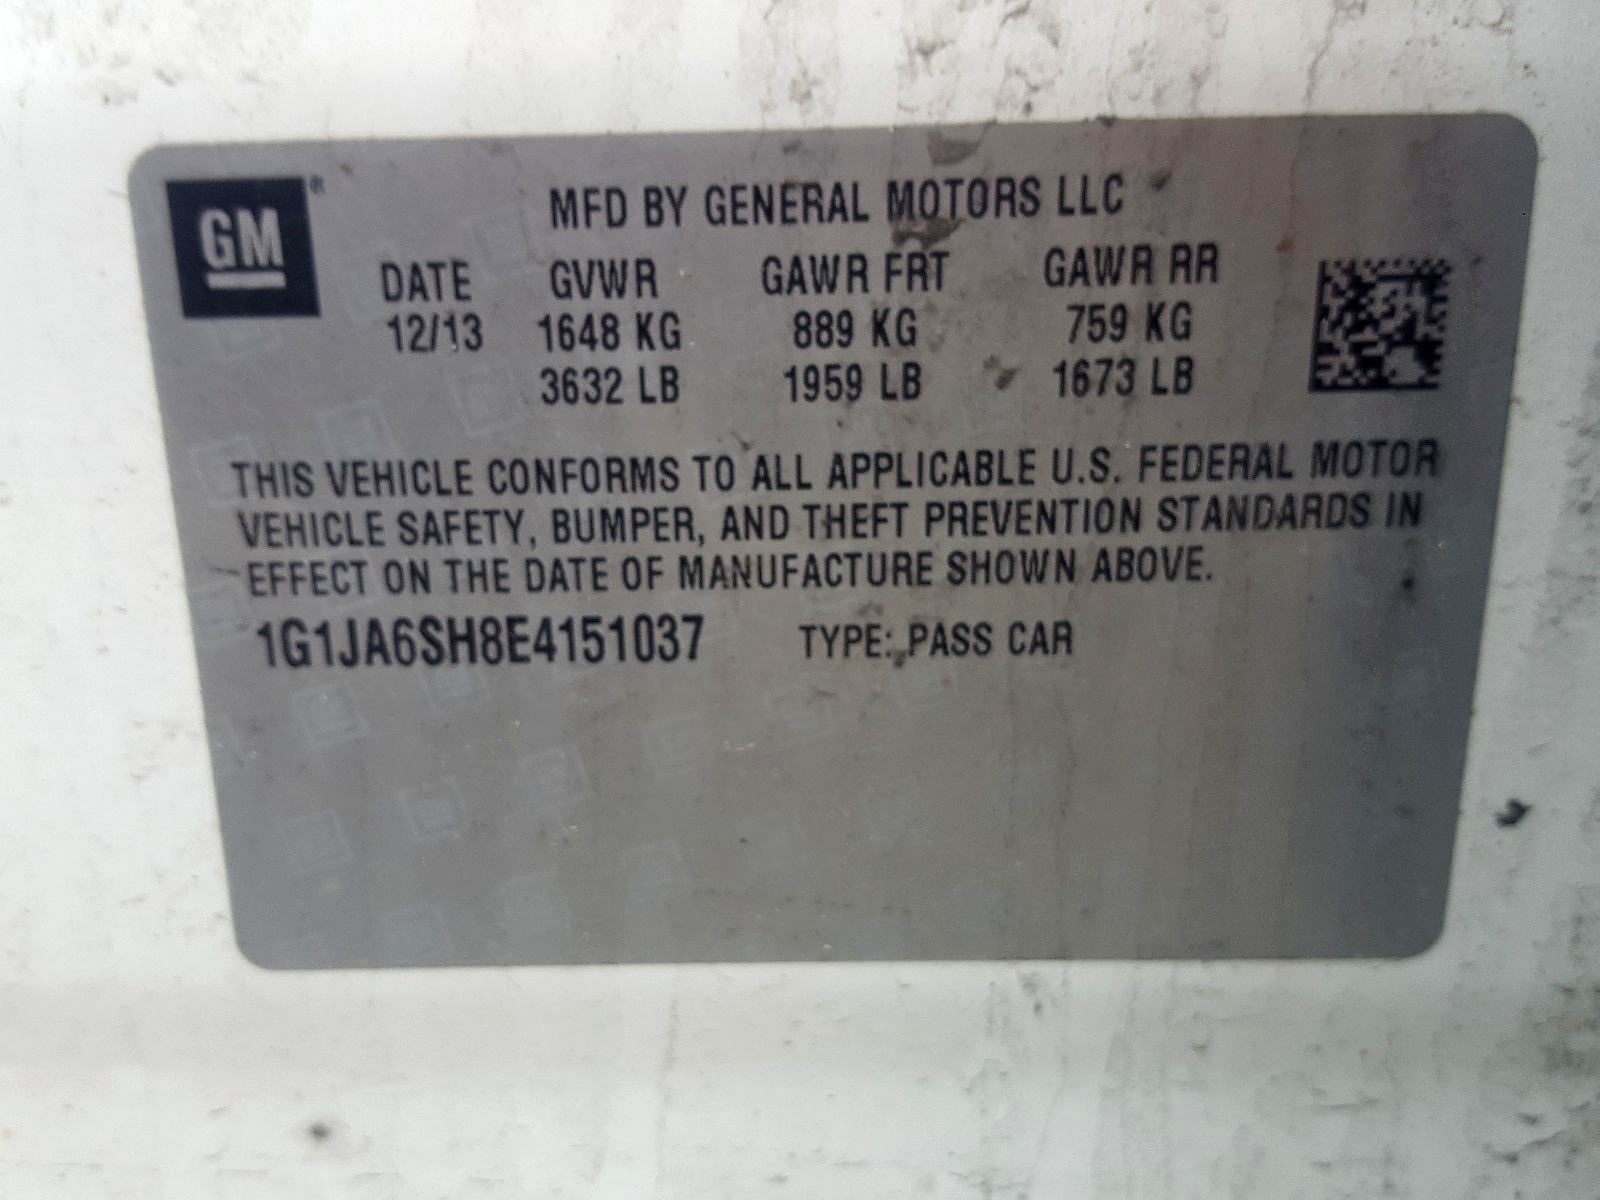 GM®
MFD BY GENERAL MOTORS LLC
DATE GVWR GAWR FRT GAWR RR
12/13 1648 KG 889 KG 759 KG
3632 LB 1959 LB 1673 LB
THIS VEHICLE CONFORMS TO ALL APPLICABLE U.S. FEDERAL MOTOR
VEHICLE SAFETY, BUMPER, AND THEFT PREVENTION STANDARDS IN
EFFECT ON THE DATE OF MANUFACTURE SHOWN ABOVE.
1G1JA6SH8E4151037 TYPE: PASS CAR